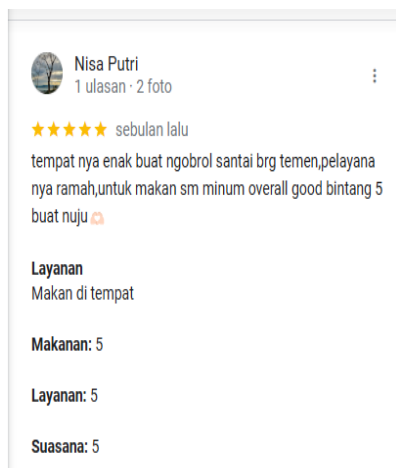 Nisa Putri
1 ulasan · 2 foto
sebulan lalu
tempat nya enak buat ngobrol santai brg temen,pelayana
nya ramah,untuk makan sm minum overall good bintang 5
buat nuju🫶🏻
Layanan
Makan di tempat
Makanan: 5
Layanan: 5
Suasana: 5